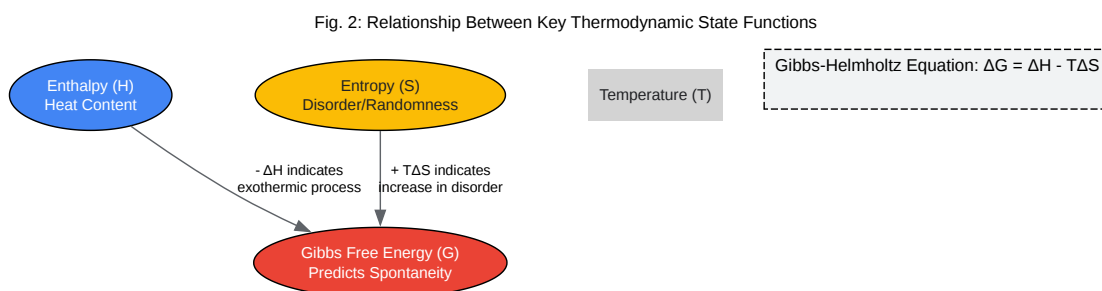 Fig. 2: Relationship Between Key Thermodynamic State Functions
Enthalpy (H)
Heat Content
Entropy (S)
Disorder/Randomness
Temperature (T)
Gibbs-Helmholtz Equation: ΔG = ΔH - TΔS
- ΔH indicates
exothermic process
+ TΔS indicates
increase in disorder
Gibbs Free Energy (G)
Predicts Spontaneity